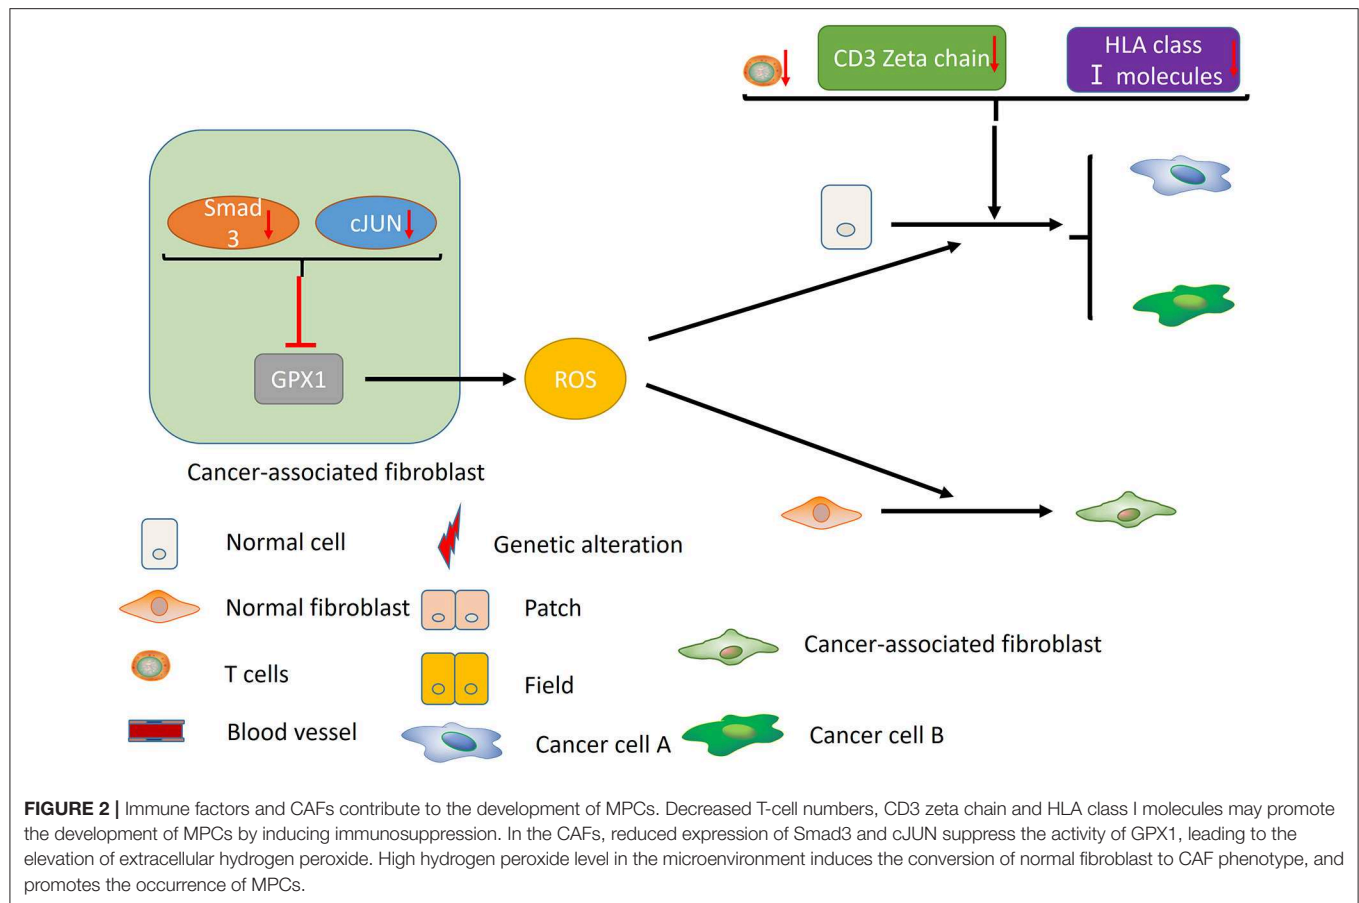 CD3 Zeta chain
HLA class
I molecules
Smad
3
cJUN
GPX1
ROS
Cancer-associated fibroblast
Normal cell
Genetic alteration
Normal fibroblast
Patch
Cancer-associated fibroblast
T cells
Field
Blood vessel
Cancer cell A
Cancer cell B
FIGURE 2 | Immune factors and CAFs contribute to the development of MPCs. Decreased T-cell numbers, CD3 zeta chain and HLA class I molecules may promote
the development of MPCs by inducing immunosuppression. In the CAFs, reduced expression of Smad3 and cJUN suppress the activity of GPX1, leading to the
elevation of extracellular hydrogen peroxide. High hydrogen peroxide level in the microenvironment induces the conversion of normal fibroblast to CAF phenotype, and
promotes the occurrence of MPCs.